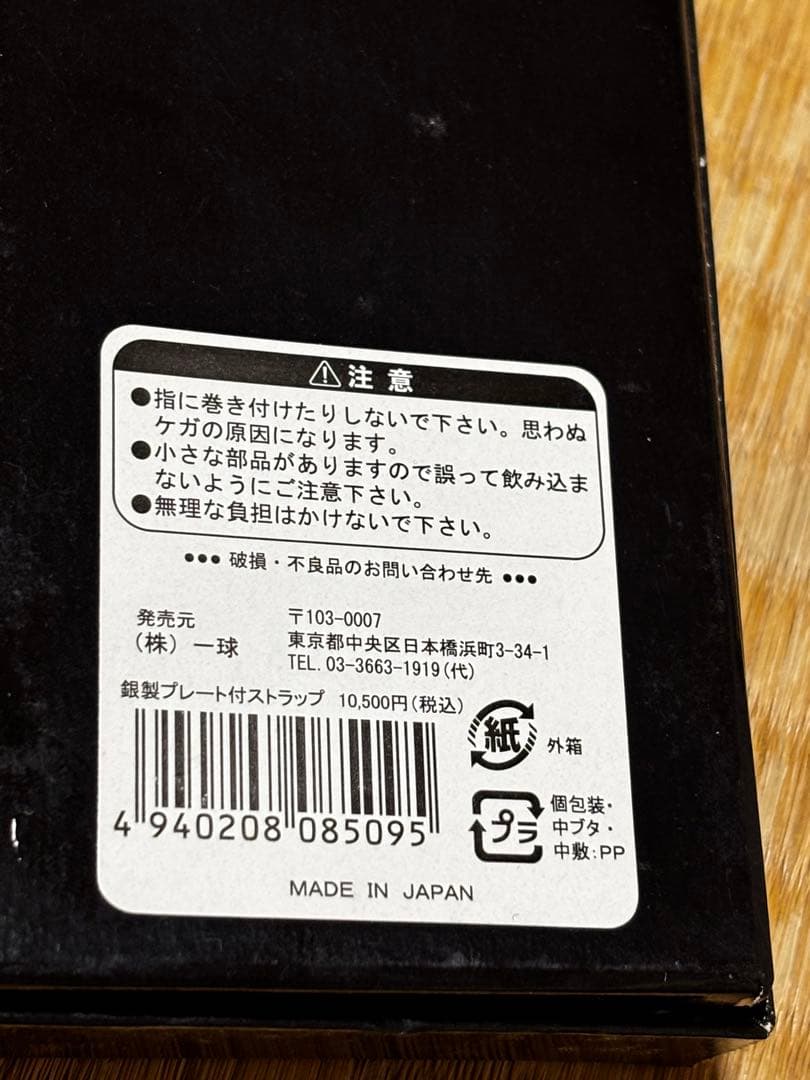 ⚠注意
●指に巻き付けたりしないで下さい。思わぬ
ケガの原因になります。
●小さな部品がありますので誤って飲み込ま
ないようにご注意下さい。
●無理な負担はかけないで下さい。
●●● 破損・不良品のお問い合わせ先 ●●●
発売元
(株)一球
〒103-0007
東京都中央区日本橋浜町3-34-1
TEL.03-3663-1919(代)
銀製プレート付ストラップ 10,500円(税込)
紙 外箱
4 940208 085095
プラ 個包装・
中ブタ・
中敷:PP
MADE IN JAPAN